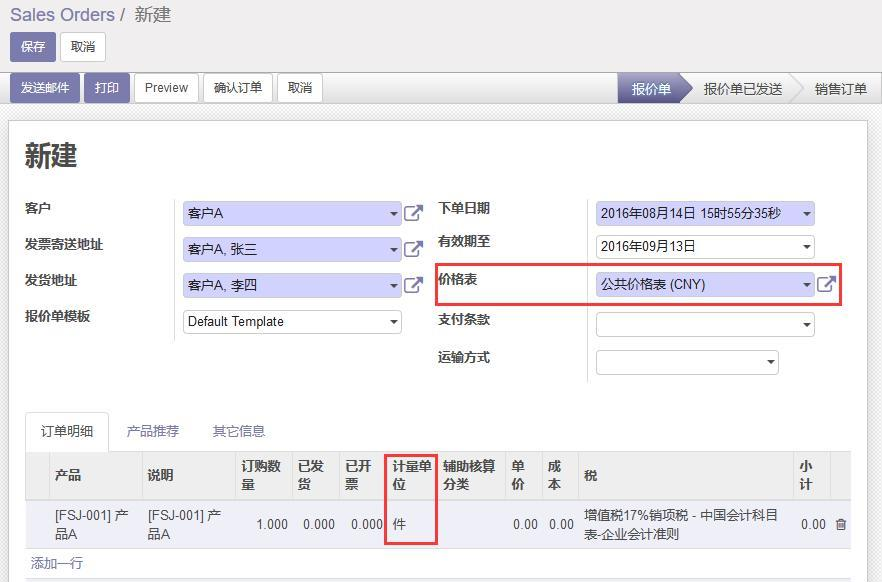 Sales Orders / 新建
保存 取消
发送邮件 打印 Preview 确认订单 取消 报价单 报价单已发送 销售订单
新建
客户 客户A 下单日期 2016年08月14日 15时55分35秒
发票寄送地址 客户A, 张三 有效期至 2016年09月13日
发货地址 客户A, 李四 价格表 公共价格表 (CNY)
报价单模板 Default Template 支付条款
运输方式
订单明细 产品推荐 其它信息
产品 说明 订购数量 已发货 已开票 计量单位 辅助核算分类 单价 成本 税 小计
[FSJ-001] 产品A [FSJ-001] 产品A 1.000 0.000 0.000 件 0.00 0.00 增值税17%销项税 - 中国会计科目表-企业会计准则 0.00
添加一行